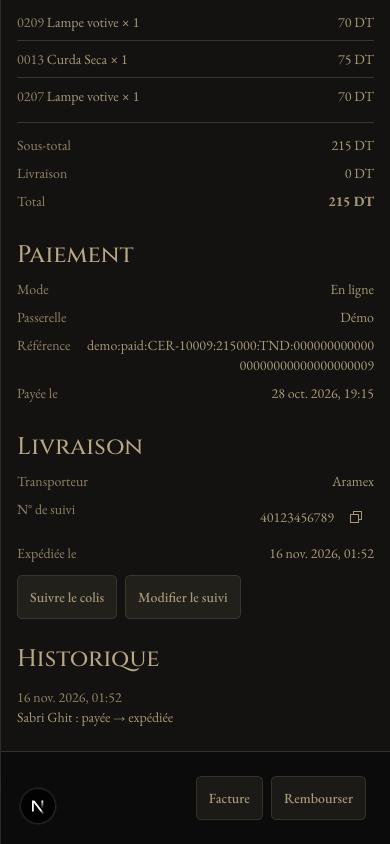 0209 Lampe votive × 1 70 DT
0013 Curda Seca × 1 75 DT
0207 Lampe votive × 1 70 DT
Sous-total 215 DT
Livraison 0 DT
Total 215 DT
Paiement
Mode En ligne
Passerelle Démo
Référence demo:paid:CER-10009:215000:TND:000000000000
00000000000000000009
Payée le 28 oct. 2026, 19:15
Livraison
Transporteur Aramex
N° de suivi 40123456789
Expédiée le 16 nov. 2026, 01:52
Suivre le colis Modifier le suivi
Historique
16 nov. 2026, 01:52
Sabri Ghit : payée → expédiée
N Facture Rembourser